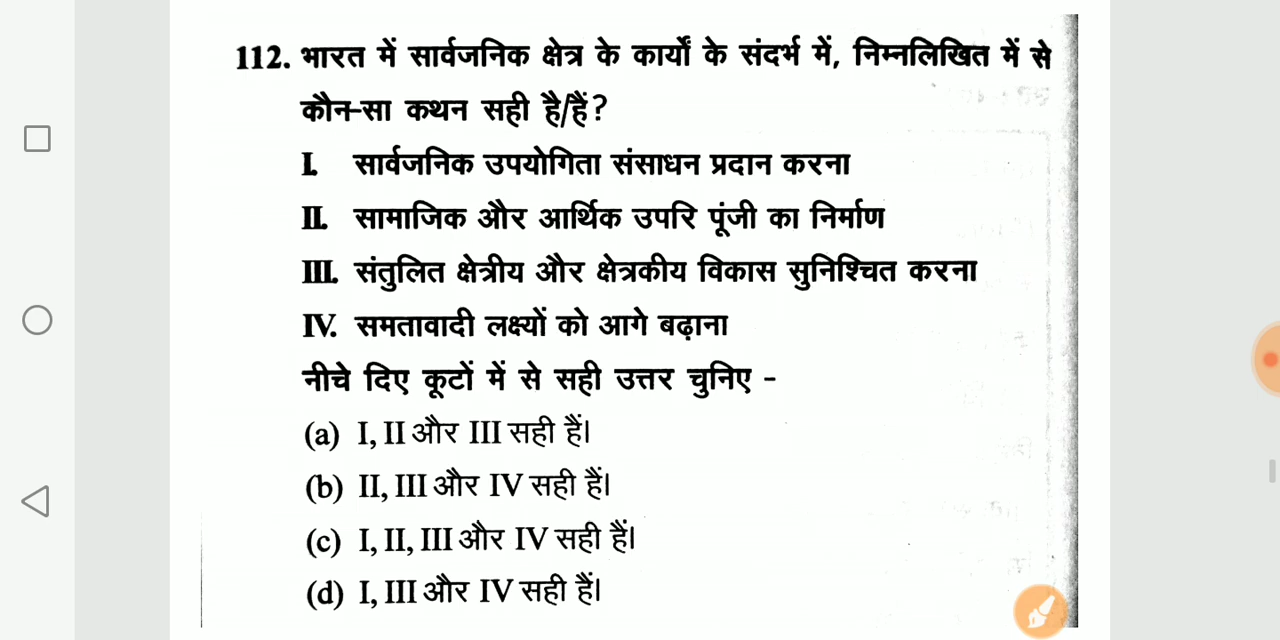 112. भारत में सार्वजनिक क्षेत्र के कार्यों के संदर्भ में, निम्नलिखित में से
कौन-सा कथन सही है/हैं?
I. सार्वजनिक उपयोगिता संसाधन प्रदान करना
II. सामाजिक और आर्थिक उपरि पूंजी का निर्माण
III. संतुलित क्षेत्रीय और क्षेत्रकीय विकास सुनिश्चित करना
IV. समतावादी लक्ष्यों को आगे बढ़ाना
नीचे दिए कूटों में से सही उत्तर चुनिए -
(a) I, II और III सही हैं।
(b) II, III और IV सही हैं।
(c) I, II, III और IV सही हैं।
(d) I, III और IV सही हैं।